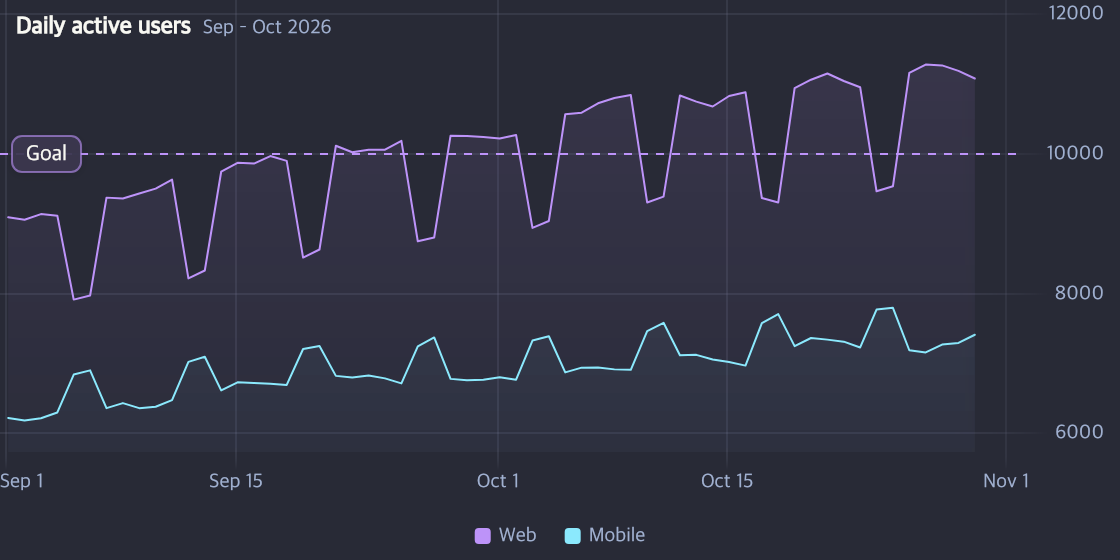 Daily active users Sep - Oct 2026
12000
Goal
10000
8000
6000
Sep 1 Sep 15 Oct 1 Oct 15 Nov 1
Web Mobile